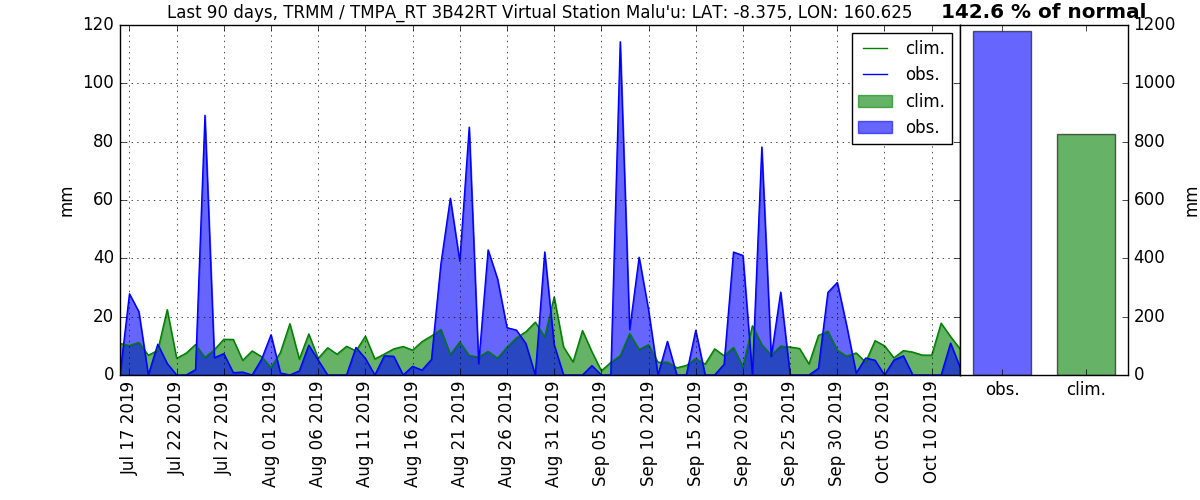 Last 90 days, TRMM / TMPA_RT 3B42RT Virtual Station Malu'u: LAT: -8.375, LON: 160.625
142.6 % of normal
120
100
80
60
40
20
0
mm
clim.
obs.
clim.
obs.
1200
1000
800
600
400
200
0
mm
Jul 17 2019
Jul 22 2019
Jul 27 2019
Aug 01 2019
Aug 06 2019
Aug 11 2019
Aug 16 2019
Aug 21 2019
Aug 26 2019
Aug 31 2019
Sep 05 2019
Sep 10 2019
Sep 15 2019
Sep 20 2019
Sep 25 2019
Sep 30 2019
Oct 05 2019
Oct 10 2019
obs.
clim.